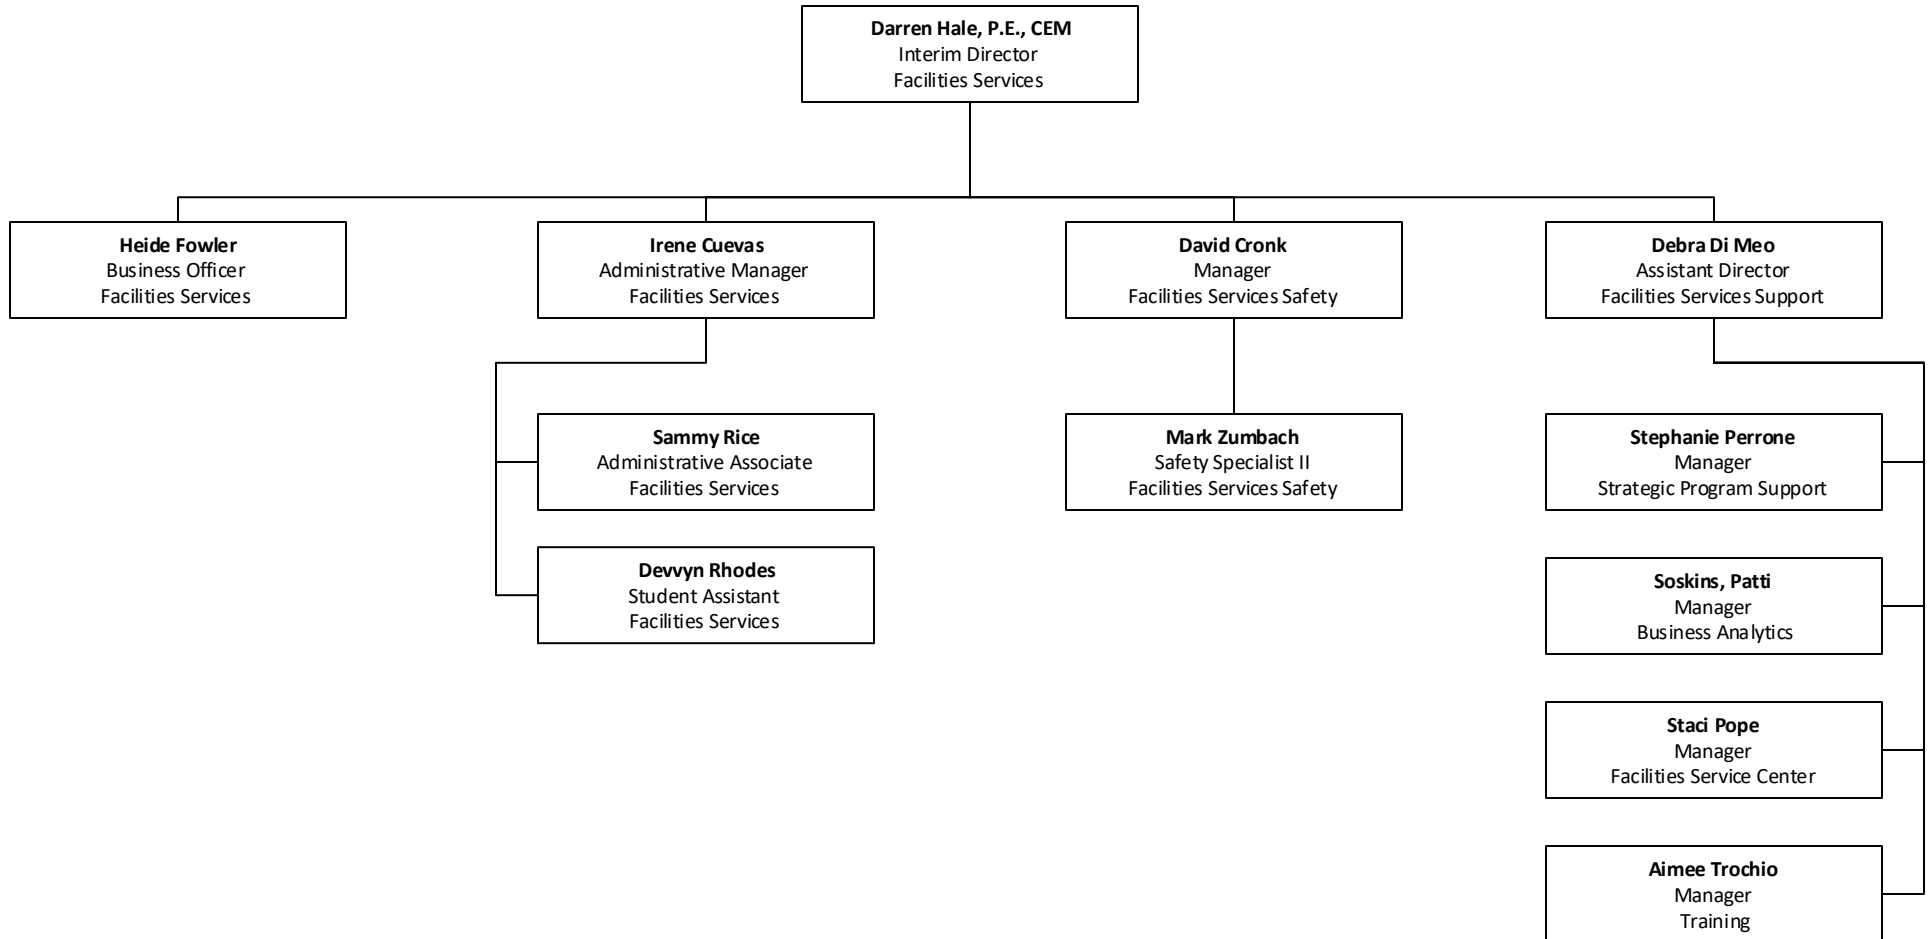 Darren Hale, P.E., CEM
Interim Director
Facilities Services
Heide Fowler
Business Officer
Facilities Services
Irene Cuevas
Administrative Manager
Facilities Services
David Cronk
Manager
Facilities Services Safety
Debra Di Meo
Assistant Director
Facilities Services Support
Sammy Rice
Administrative Associate
Facilities Services
Devvyn Rhodes
Student Assistant
Facilities Services
Mark Zumbach
Safety Specialist II
Facilities Services Safety
Stephanie Perrone
Manager
Strategic Program Support
Soskins, Patti
Manager
Business Analytics
Staci Pope
Manager
Facilities Service Center
Aimee Trochio
Manager
Training